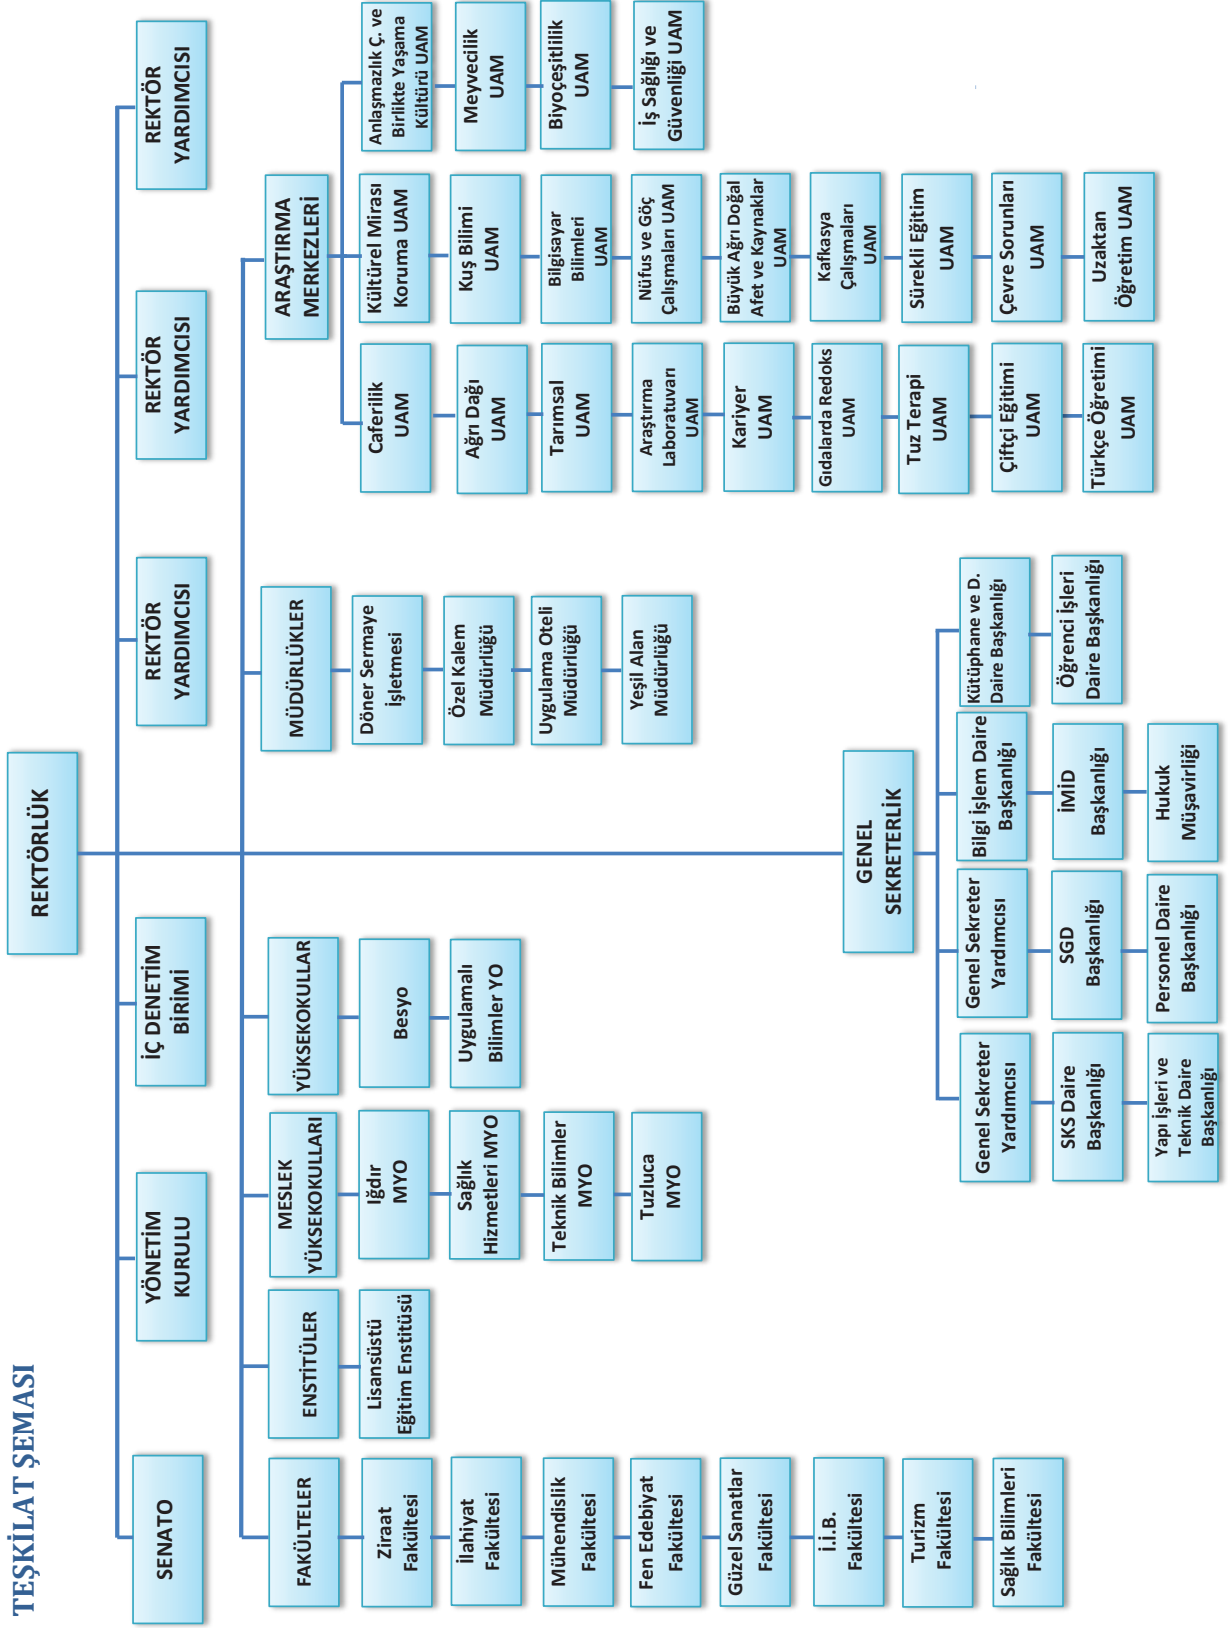 TEŞKİLAT ŞEMASI
REKTÖRLÜK
SENATO
YÖNETİM
KURULU
İÇ DENETİM
BİRİMİ
REKTÖR
YARDIMCISI
REKTÖR
YARDIMCISI
REKTÖR
YARDIMCISI
FAKÜLTELER
Ziraat
Fakültesi
İlahiyat
Fakültesi
Mühendislik
Fakültesi
Fen Edebiyat
Fakültesi
Güzel Sanatlar
Fakültesi
İ.İ.B.
Fakültesi
Turizm
Fakültesi
Sağlık Bilimleri
Fakültesi
ENSTİTÜLER
Lisansüstü
Eğitim Enstitüsü
MESLEK
YÜKSEKOKULLARI
Iğdır
MYO
Sağlık
Hizmetleri MYO
Teknik Bilimler
MYO
Tuzluca
MYO
YÜKSEKOKULLAR
Besyo
Uygulamalı
Bilimler YO
MÜDÜRLÜKLER
Döner Sermaye
İşletmesi
Özel Kalem
Müdürlüğü
Uygulama Oteli
Müdürlüğü
Yeşil Alan
Müdürlüğü
ARAŞTIRMA
MERKEZLERİ
Caferilik
UAM
Ağrı Dağı
UAM
Tarımsal
UAM
Araştırma
Laboratuvarı
UAM
Kariyer
UAM
Gıdalarda Redoks
UAM
Tuz Terapi
UAM
Çiftçi Eğitimi
UAM
Türkçe Öğretimi
UAM
Kültürel Mirası
Koruma UAM
Kuş Bilimi
UAM
Bilgisayar
Bilimleri
UAM
Nüfus ve Göç
Çalışmaları UAM
Büyük Ağrı Doğal
Afet ve Kaynaklar
UAM
Kafkasya
Çalışmaları
UAM
Sürekli Eğitim
UAM
Çevre Sorunları
UAM
Uzaktan
Öğretim UAM
Anlaşmazlık Ç. ve
Birlikte Yaşama
Kültürü UAM
Meyvecilik
UAM
Biyoçeşitlilik
UAM
İş Sağlığı ve
Güvenliği UAM
GENEL
SEKRETERLİK
Genel Sekreter
Yardımcısı
SKS Daire
Başkanlığı
Yapı İşleri ve
Teknik Daire
Başkanlığı
Genel Sekreter
Yardımcısı
SGD
Başkanlığı
Personel Daire
Başkanlığı
Bilgi İşlem Daire
Başkanlığı
İMİD
Başkanlığı
Hukuk
Müşavirliği
Kütüphane ve D.
Daire Başkanlığı
Öğrenci İşleri
Daire Başkanlığı